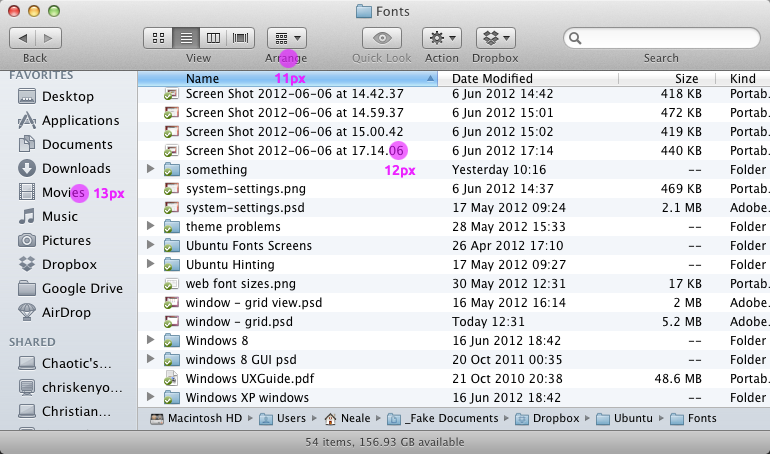 Fonts
Back View Arrange Quick Look Action Dropbox Search
11px
FAVORITES
Desktop
Applications
Documents
Downloads
Movies 13px
Music
Pictures
Dropbox
Google Drive
AirDrop
SHARED
Chaotic's...
chriskenyo...
Christian...
Name Date Modified Size Kind
Screen Shot 2012-06-06 at 14.42.37 6 Jun 2012 14:42 418 KB Portab.
Screen Shot 2012-06-06 at 14.59.37 6 Jun 2012 15:01 472 KB Portab.
Screen Shot 2012-06-06 at 15.00.42 6 Jun 2012 15:02 419 KB Portab.
Screen Shot 2012-06-06 at 17.14.06 6 Jun 2012 17:14 440 KB Portab.
12px
something Yesterday 10:16 -- Folder
system-settings.png 6 Jun 2012 14:37 469 KB Portab.
system-settings.psd 17 May 2012 09:24 2.1 MB Adobe.
theme problems 28 May 2012 15:33 -- Folder
Ubuntu Fonts Screens 26 Apr 2012 17:10 -- Folder
Ubuntu Hinting 17 May 2012 09:27 -- Folder
web font sizes.png 30 May 2012 12:31 17 KB Portab.
window - grid view.psd 16 May 2012 16:14 2 MB Adobe.
window - grid.psd Today 12:31 5.2 MB Adobe.
Windows 8 16 Jun 2012 18:42 -- Folder
windows 8 GUI psd 20 Oct 2011 00:35 -- Folder
Windows UXGuide.pdf 21 Oct 2010 20:38 48.6 MB Portab.
Windows XP windows 16 Jun 2012 18:42 -- Folder
Macintosh HD Users Neale _Fake Documents Dropbox Ubuntu Fonts
54 items, 156.93 GB available